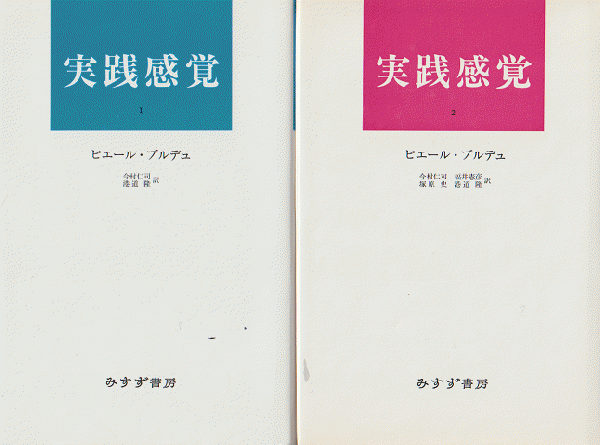 実践感覚
1
ピエール・ブルデュ
今村仁司
港道 隆 訳
みすず書房
実践感覚
2
ピエール・ブルデュ
今村仁司 福井憲彦
塚原 史 港道 隆 訳
みすず書房